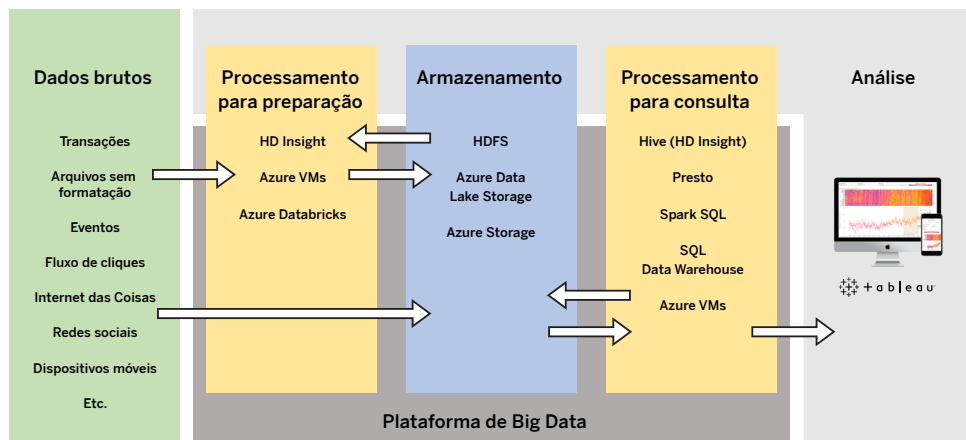 Dados brutos
Transações
Arquivos sem
formatação
Eventos
Fluxo de cliques
Internet das Coisas
Redes sociais
Dispositivos móveis
Etc.
Processamento
para preparação
HD Insight
Azure VMs
Azure Databricks
Armazenamento
HDFS
Azure Data
Lake Storage
Azure Storage
Processamento
para consulta
Hive (HD Insight)
Presto
Spark SQL
SQL
Data Warehouse
Azure VMs
Análise
+ a b l e a u
Plataforma de Big Data